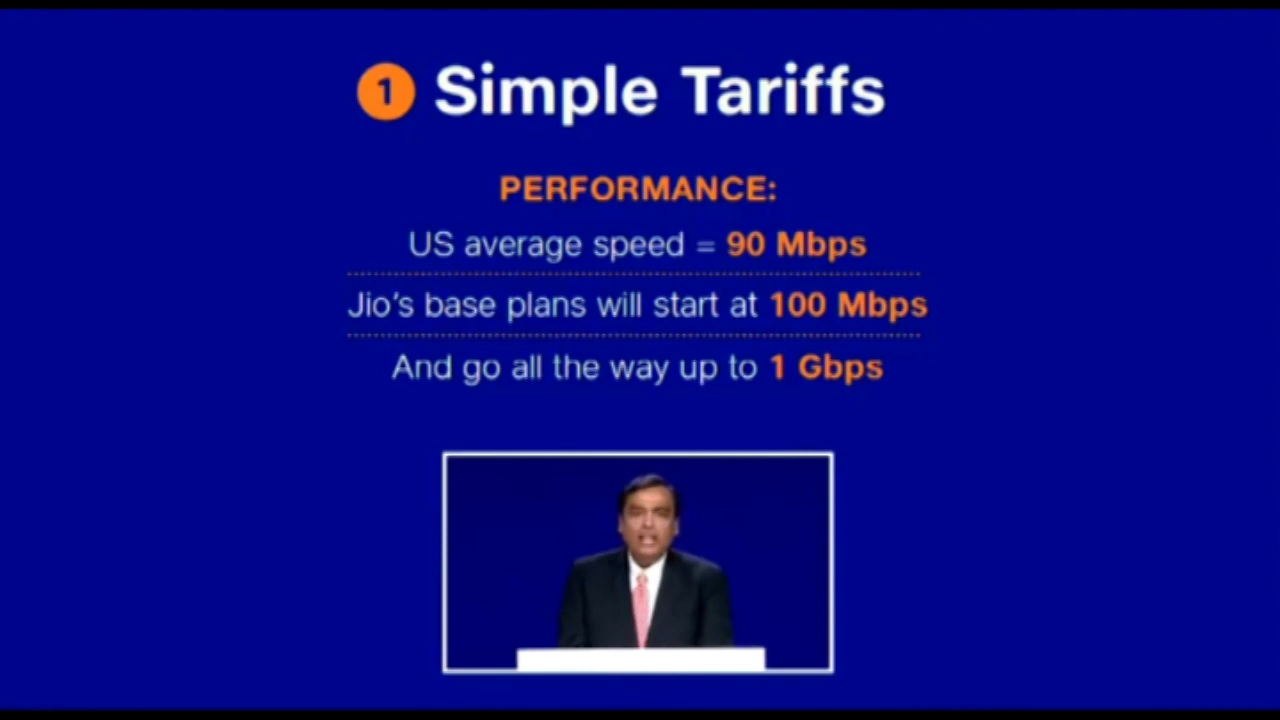 1 Simple Tariffs
PERFORMANCE:
US average speed = 90 Mbps
Jio's base plans will start at 100 Mbps
And go all the way up to 1 Gbps